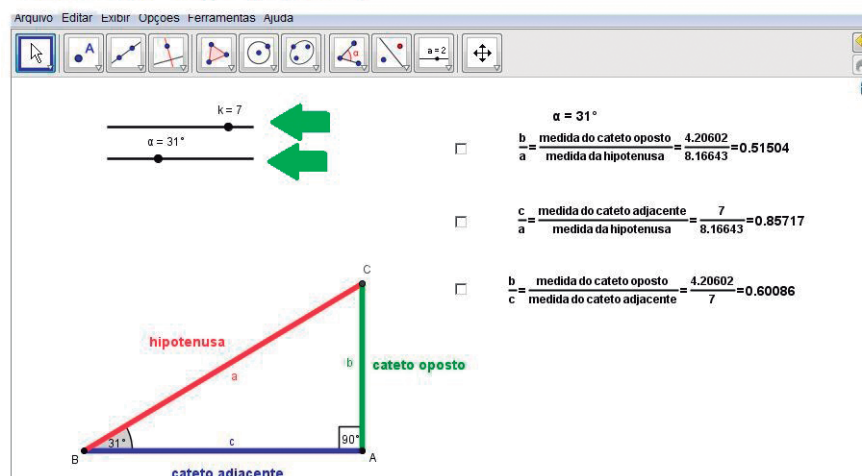 Arquivo Editar Exibir Opções Ferramentas Ajuda
A
α
a = 2
k = 7
α = 31°
α = 31°
b/a = medida do cateto oposto/medida da hipotenusa = 4.20602/8.16643 = 0.51504
c/a = medida do cateto adjacente/medida da hipotenusa = 7/8.16643 = 0.85717
b/c = medida do cateto oposto/medida do cateto adjacente = 4.20602/7 = 0.60086
C
hipotenusa
a
b
cateto oposto
31°
c
90°
B
A
cateto adjacente